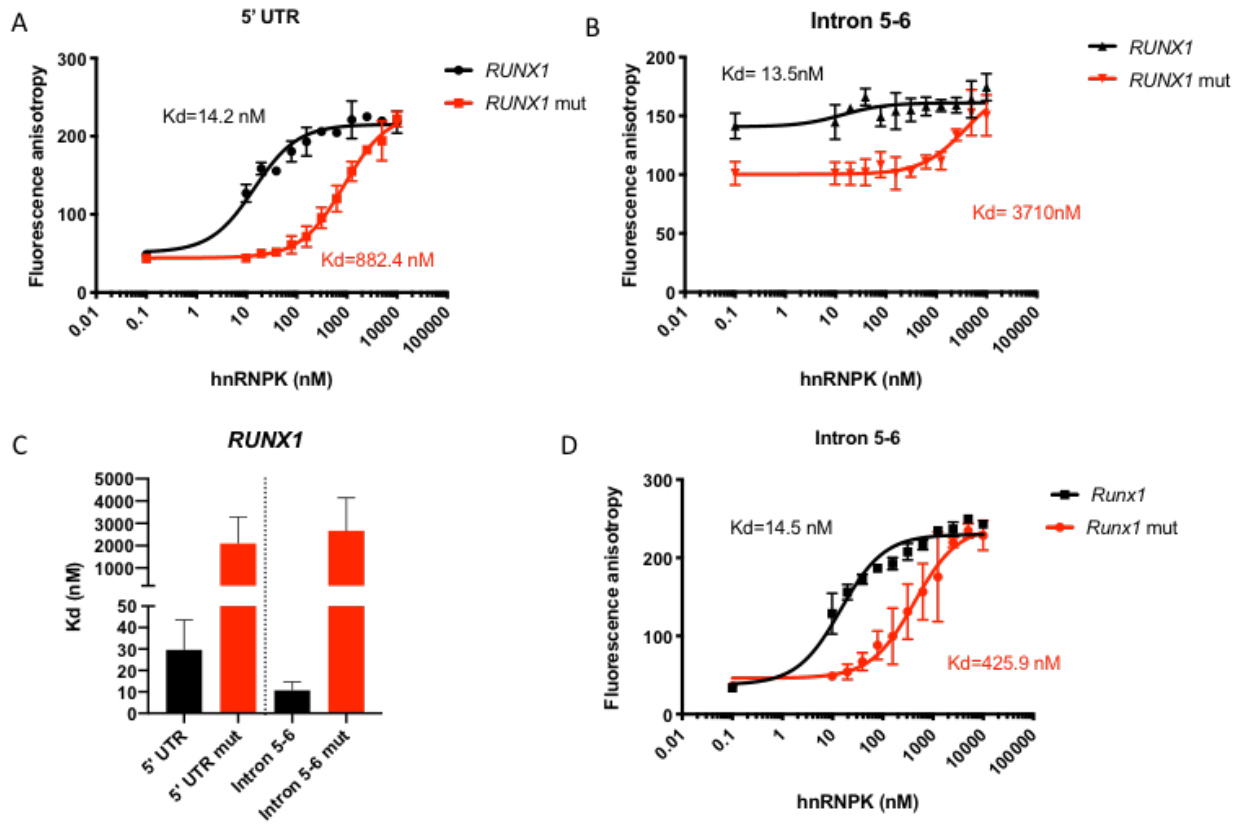 A
5' UTR
Fluorescence anisotropy
300
200
100
0
Kd=14.2 nM
Kd=882.4 nM
RUNX1
RUNX1 mut
0.01
0.1
1
10
100
1000
10000
100000
hnRNPK (nM)
B
Intron 5-6
Fluorescence anisotropy
200
150
100
50
0
Kd= 13.5nM
Kd= 3710nM
RUNX1
RUNX1 mut
0.01
0.1
1
10
100
1000
10000
100000
hnRNPK (nM)
C
RUNX1
Kd (nM)
5000
4000
3000
2000
1000
50
40
30
20
10
0
5' UTR
5' UTR mut
Intron 5-6
Intron 5-6 mut
D
Intron 5-6
Fluorescence anisotropy
300
200
100
0
Kd=14.5 nM
Kd=425.9 nM
Runx1
Runx1 mut
0.01
0.1
1
10
100
1000
10000
100000
hnRNPK (nM)